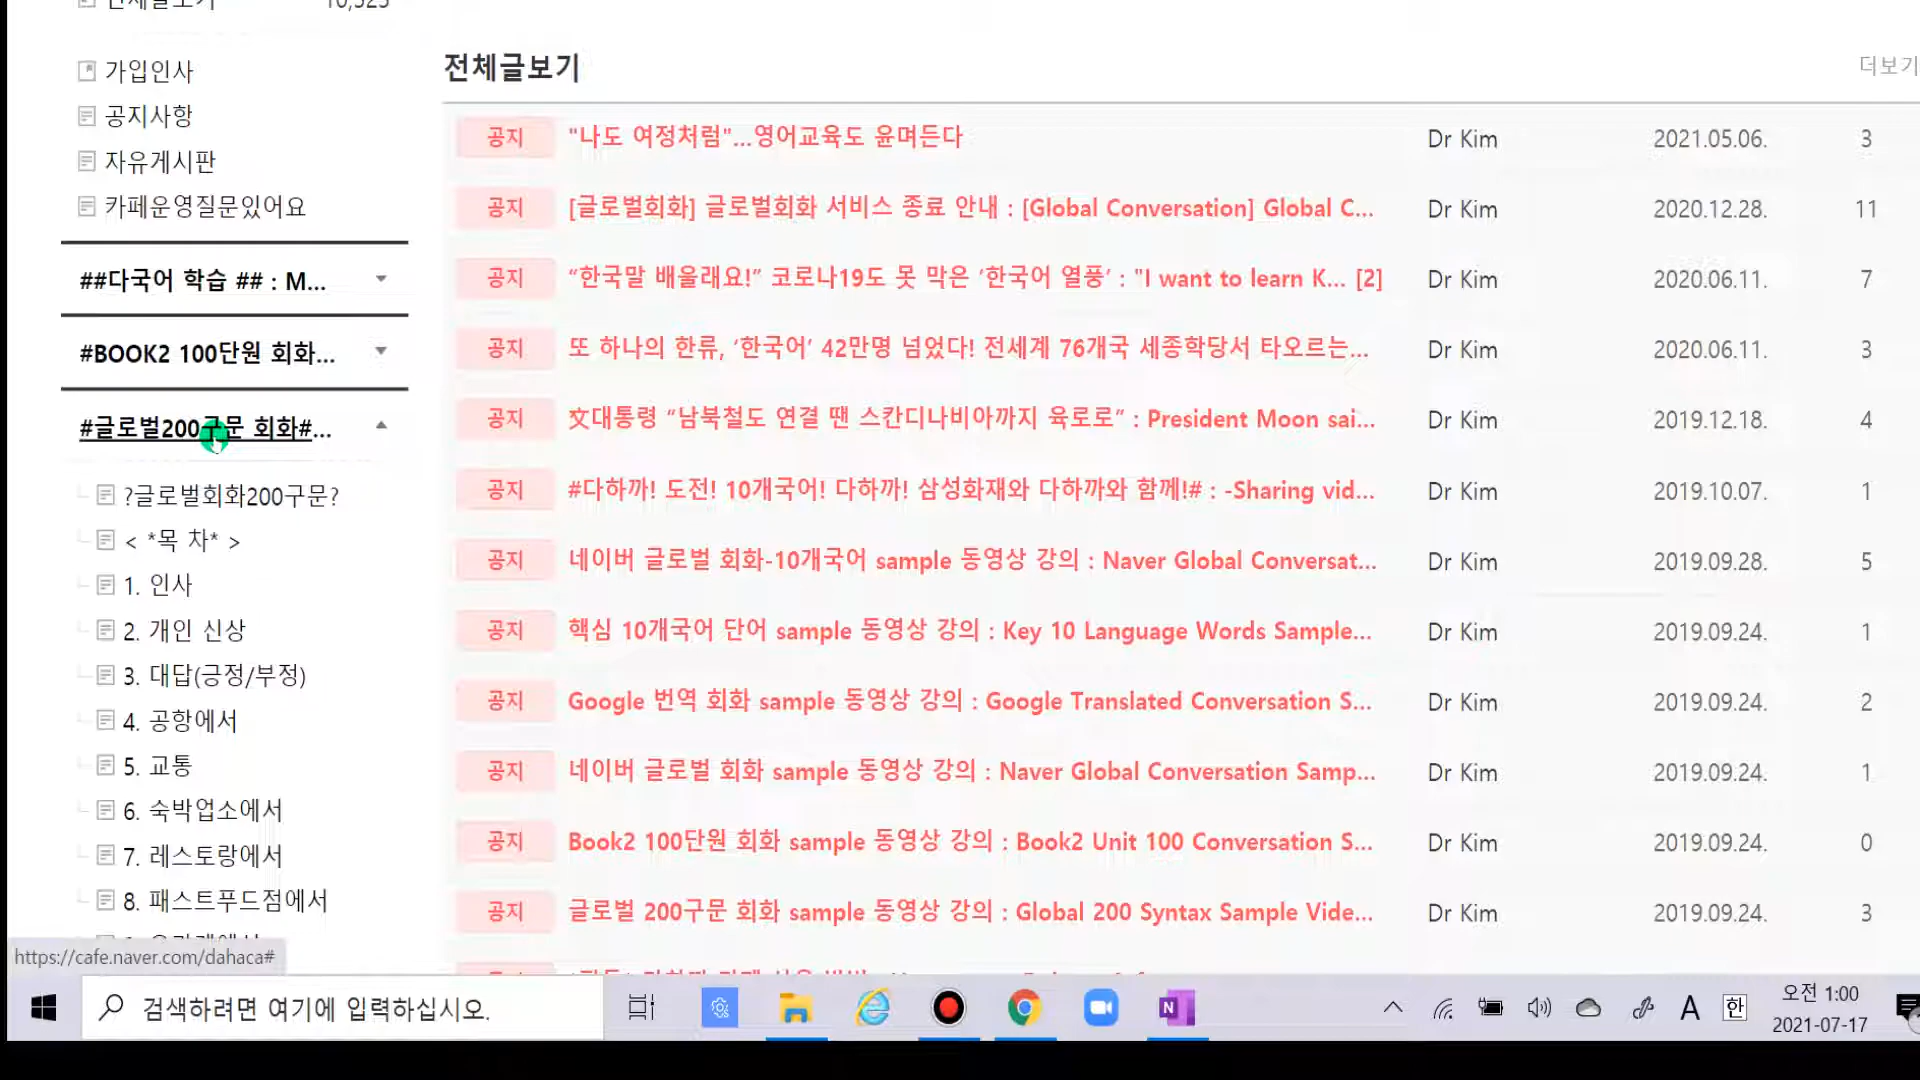 전체글보기 10,525
가입인사
공지사항
자유게시판
카페운영질문있어요
##다국어 학습 ## : M...
#BOOK2 100단원 회화...
#글로벌200구문 회화#...
?글로벌회화200구문?
< *목 차* >
1. 인사
2. 개인 신상
3. 대답(긍정/부정)
4. 공항에서
5. 교통
6. 숙박업소에서
7. 레스토랑에서
8. 패스트푸드점에서
전체글보기 더보기
공지 "나도 여정처럼"...영어교육도 윤며든다 Dr Kim 2021.05.06. 3
공지 [글로벌회화] 글로벌회화 서비스 종료 안내 : [Global Conversation] Global C... Dr Kim 2020.12.28. 11
공지 “한국말 배울래요!” 코로나19도 못 막은 ‘한국어 열풍’ : "I want to learn K... [2] Dr Kim 2020.06.11. 7
공지 또 하나의 한류, ‘한국어’ 42만명 넘었다! 전세계 76개국 세종학당서 타오르는... Dr Kim 2020.06.11. 3
공지 文대통령 “남북철도 연결 땐 스칸디나비아까지 육로로” : President Moon sai... Dr Kim 2019.12.18. 4
공지 #다하까! 도전! 10개국어! 다하까! 삼성화재와 다하까와 함께!# : -Sharing vid... Dr Kim 2019.10.07. 1
공지 네이버 글로벌 회화-10개국어 sample 동영상 강의 : Naver Global Conversat... Dr Kim 2019.09.28. 5
공지 핵심 10개국어 단어 sample 동영상 강의 : Key 10 Language Words Sample... Dr Kim 2019.09.24. 1
공지 Google 번역 회화 sample 동영상 강의 : Google Translated Conversation S... Dr Kim 2019.09.24. 2
공지 네이버 글로벌 회화 sample 동영상 강의 : Naver Global Conversation Samp... Dr Kim 2019.09.24. 1
공지 Book2 100단원 회화 sample 동영상 강의 : Book2 Unit 100 Conversation S... Dr Kim 2019.09.24. 0
공지 글로벌 200구문 회화 sample 동영상 강의 : Global 200 Syntax Sample Vide... Dr Kim 2019.09.24. 3
https://cafe.naver.com/dahaca#
검색하려면 여기에 입력하십시오.
A 한
오전 1:00
2021-07-17